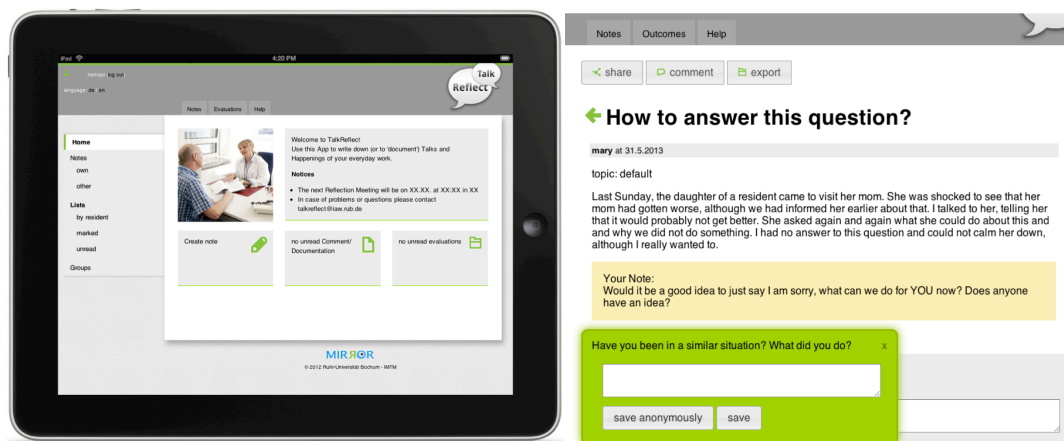 iPad
4:20 PM
michael log out
language de en
Talk
Reflect
Notes Evaluations Help
Home
Notes
own
other
Lists
by resident
marked
unread
Groups
Welcome to TalkReflect!
Use this App to write down (or to 'document') Talks and
Happenings of your everyday work.
Notices
The next Reflection Meeting will be on XX.XX. at XX:XX in XX
In case of problems or questions please contact
talkreflect@iaw.rub.de
Create note
no unread Comment/
Documentation
no unread evaluations
MIRROR
© 2012 Ruhr-Universität Bochum - IMTM
Notes Outcomes Help
share comment export
How to answer this question?
mary at 31.5.2013
topic: default
Last Sunday, the daughter of a resident came to visit her mom. She was shocked to see that her
mom had gotten worse, although we had informed her earlier about that. I talked to her, telling her
that it would probably not get better. She asked again and again what she could do about this and
and why we did not do something. I had no answer to this question and could not calm her down,
although I really wanted to.
Your Note:
Would it be a good idea to just say I am sorry, what can we do for YOU now? Does anyone
have an idea?
Have you been in a similar situation? What did you do? x
save anonymously save